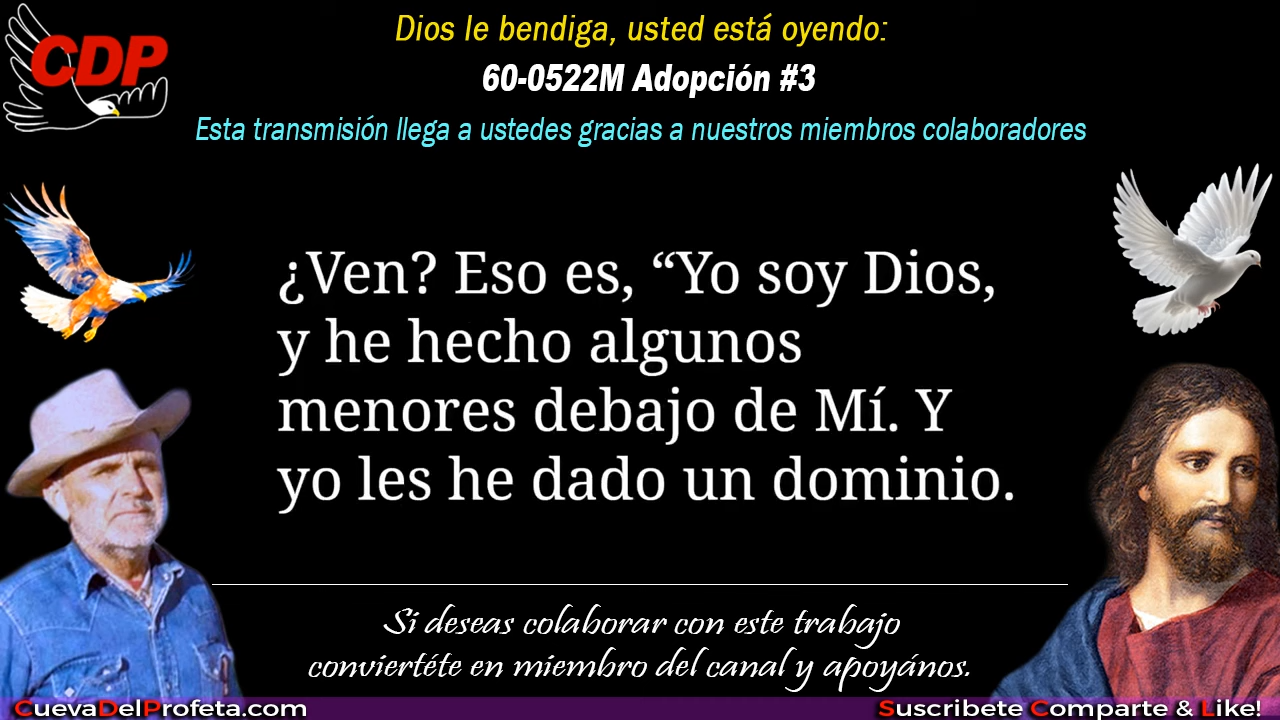 CDP
Dios le bendiga, usted está oyendo:
60-0522M Adopción #3
Esta transmisión llega a ustedes gracias a nuestros miembros colaboradores
¿Ven? Eso es, “Yo soy Dios,
y he hecho algunos
menores debajo de Mí. Y
yo les he dado un dominio.
Si deseas colaborar con este trabajo
conviertéte en miembro del canal y apoyános.
CuevaDelProfeta.com
Suscribete Comparte & Like!